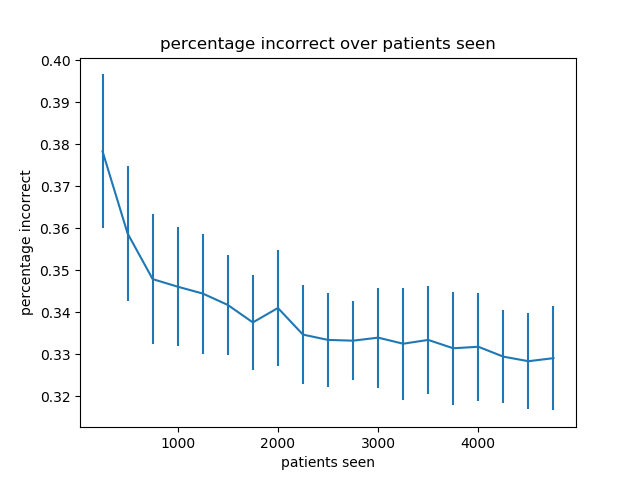 percentage incorrect over patients seen
0.40
0.39
0.38
0.37
0.36
0.35
0.34
0.33
0.32
percentage incorrect
1000 2000 3000 4000
patients seen